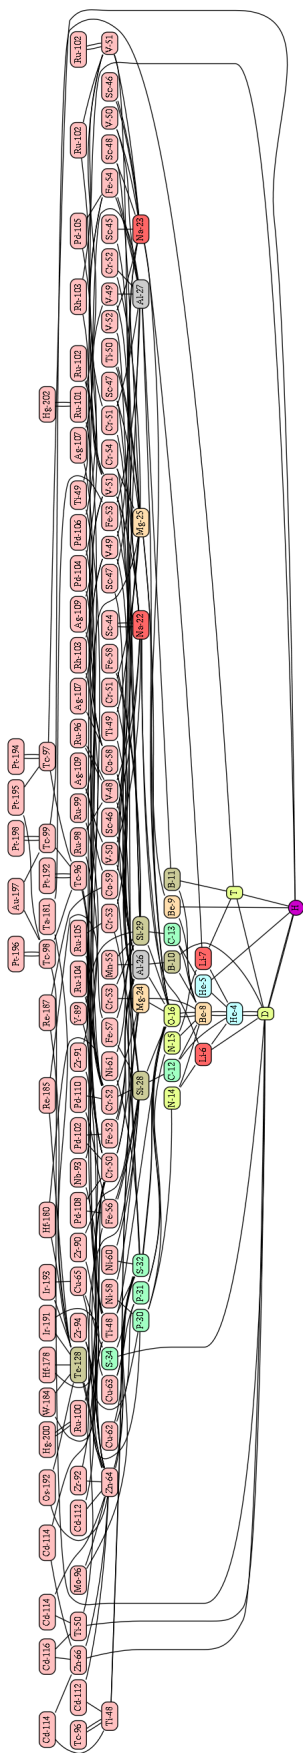 Ru-102
V-51
Sc-46
V-50
Ru-102
Sc-48
Fe-54
Pd-105
Sc-45
Na-23
Cr-52
Rh-103
V-49
Al-27
V-52
Ru-102
Ti-50
Hg-202
Ru-101
Sc-47
Cr-51
Ag-107
Cr-54
Ti-49
V-51
Pd-106
Fe-53
Mg-25
Pd-104
V-49
Sc-47
Ag-109
Sc-44
Na-22
Rh-103
Fe-58
Ag-107
Cr-51
Ru-96
Ti-49
Pt-194
Tc-97
Ag-109
Co-58
Pt-195
Ru-99
V-48
Pt-198
Tc-99
Ru-98
Sc-46
Pt-192
Tc-96
V-50
B-11
Au-197
Co-59
T
Ta-181
Be-9
H
Pt-196
Tc-98
Ru-105
Cr-53
Si-29
C-13
Mn-55
Al-26
B-10
Li-7
Ru-104
He-5
Re-187
Y-89
Cr-53
Mg-24
O-16
Be-8
He-4
D
Fe-57
N-15
Zr-91
Li-6
Ni-61
C-12
Re-185
Pd-110
Cr-52
Si-28
N-14
Pd-102
Fe-52
Nb-93
Cr-50
Hf-180
Pd-108
Fe-56
Zr-90
Ni-60
S-32
Ir-193
Cu-65
Ni-58
P-31
Ir-191
Zr-94
Ti-48
P-30
Hf-178
Te-128
S-34
W-184
Cu-63
Hg-200
Ru-100
Cu-62
Os-192
Zr-92
Zn-64
Cd-112
Cd-114
Mo-96
Cd-114
Ti-50
Cd-116
Zn-66
Cd-112
Cd-114
Tc-96
Ti-48